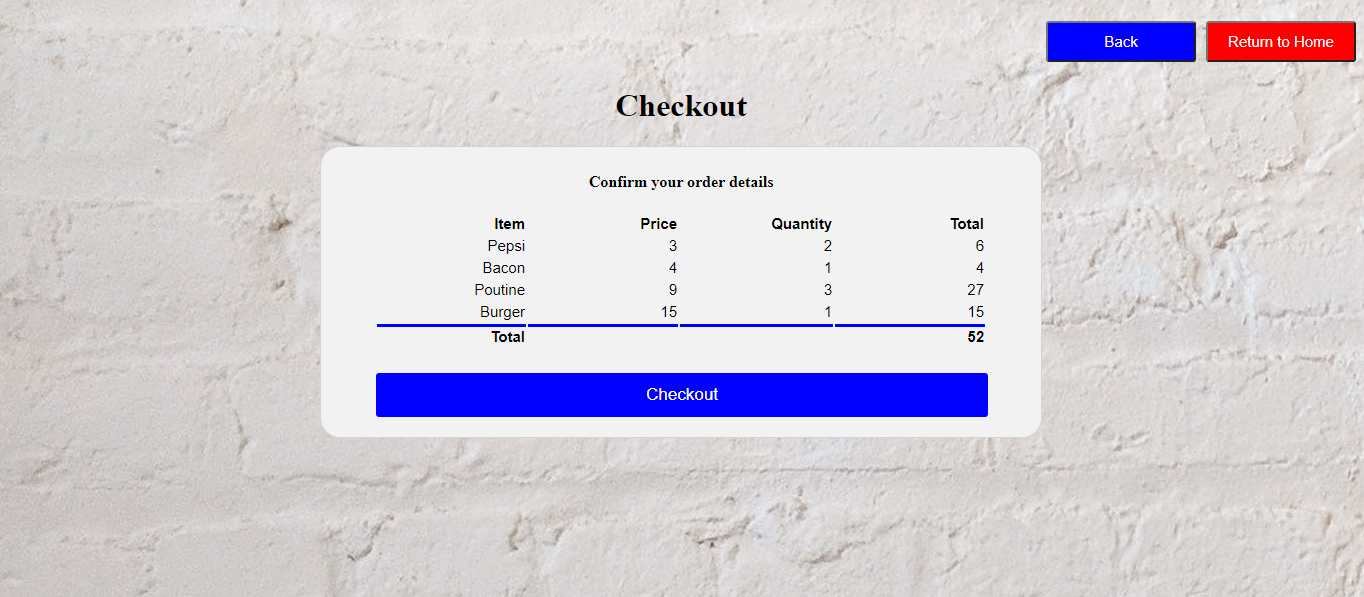 Back Return to Home
Checkout
Confirm your order details
Item Price Quantity Total
Pepsi 3 2 6
Bacon 4 1 4
Poutine 9 3 27
Burger 15 1 15
Total 52
Checkout